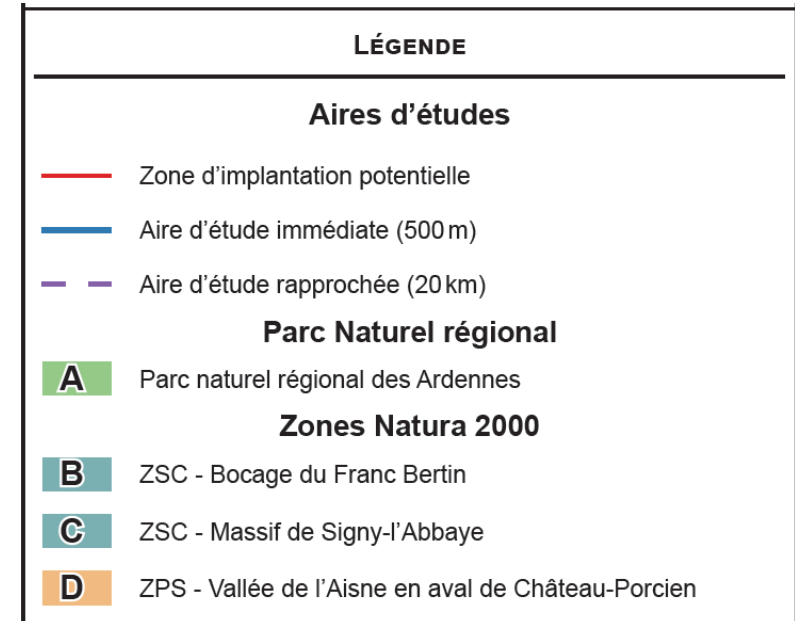 LÉGENDE
Aires d’études
Zone d’implantation potentielle
Aire d’étude immédiate (500 m)
Aire d’étude rapprochée (20 km)
Parc Naturel régional
A Parc naturel régional des Ardennes
Zones Natura 2000
B ZSC - Bocage du Franc Bertin
C ZSC - Massif de Signy-l’Abbaye
D ZPS - Vallée de l’Aisne en aval de Château-Porcien